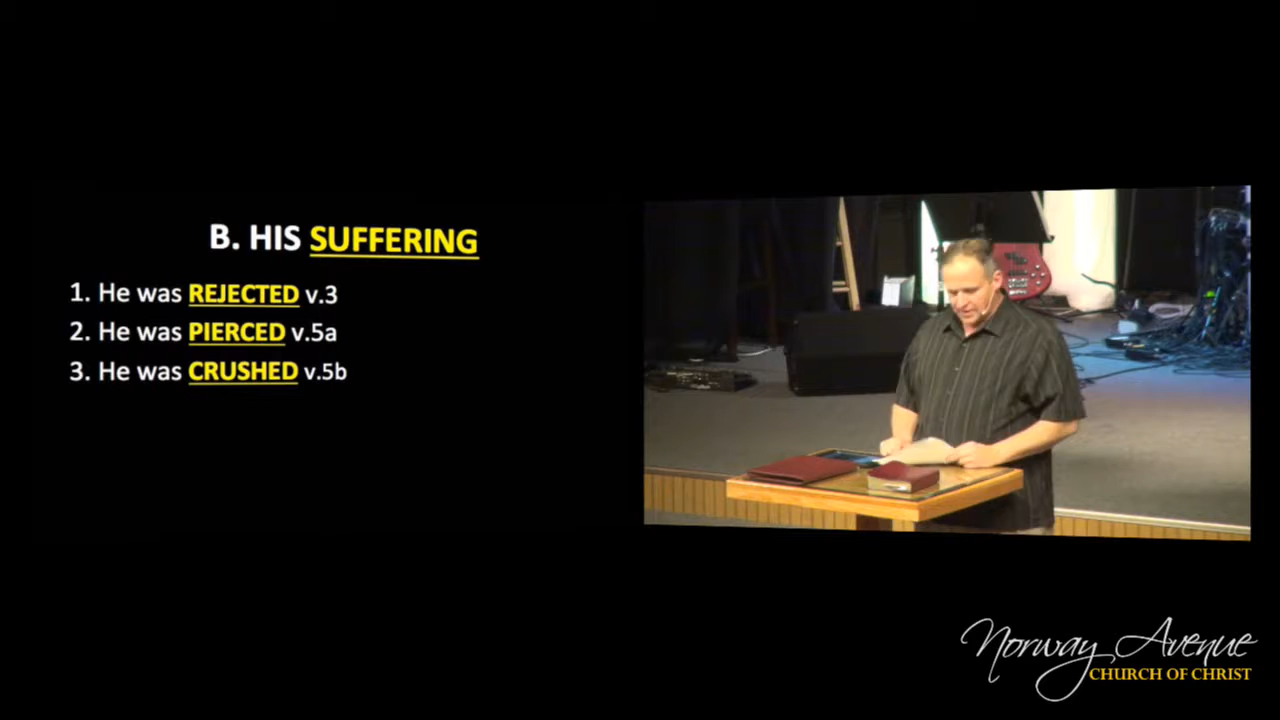 B. HIS SUFFERING
1. He was REJECTED v.3
2. He was PIERCED v.5a
3. He was CRUSHED v.5b
Norway Avenue
CHURCH OF CHRIST